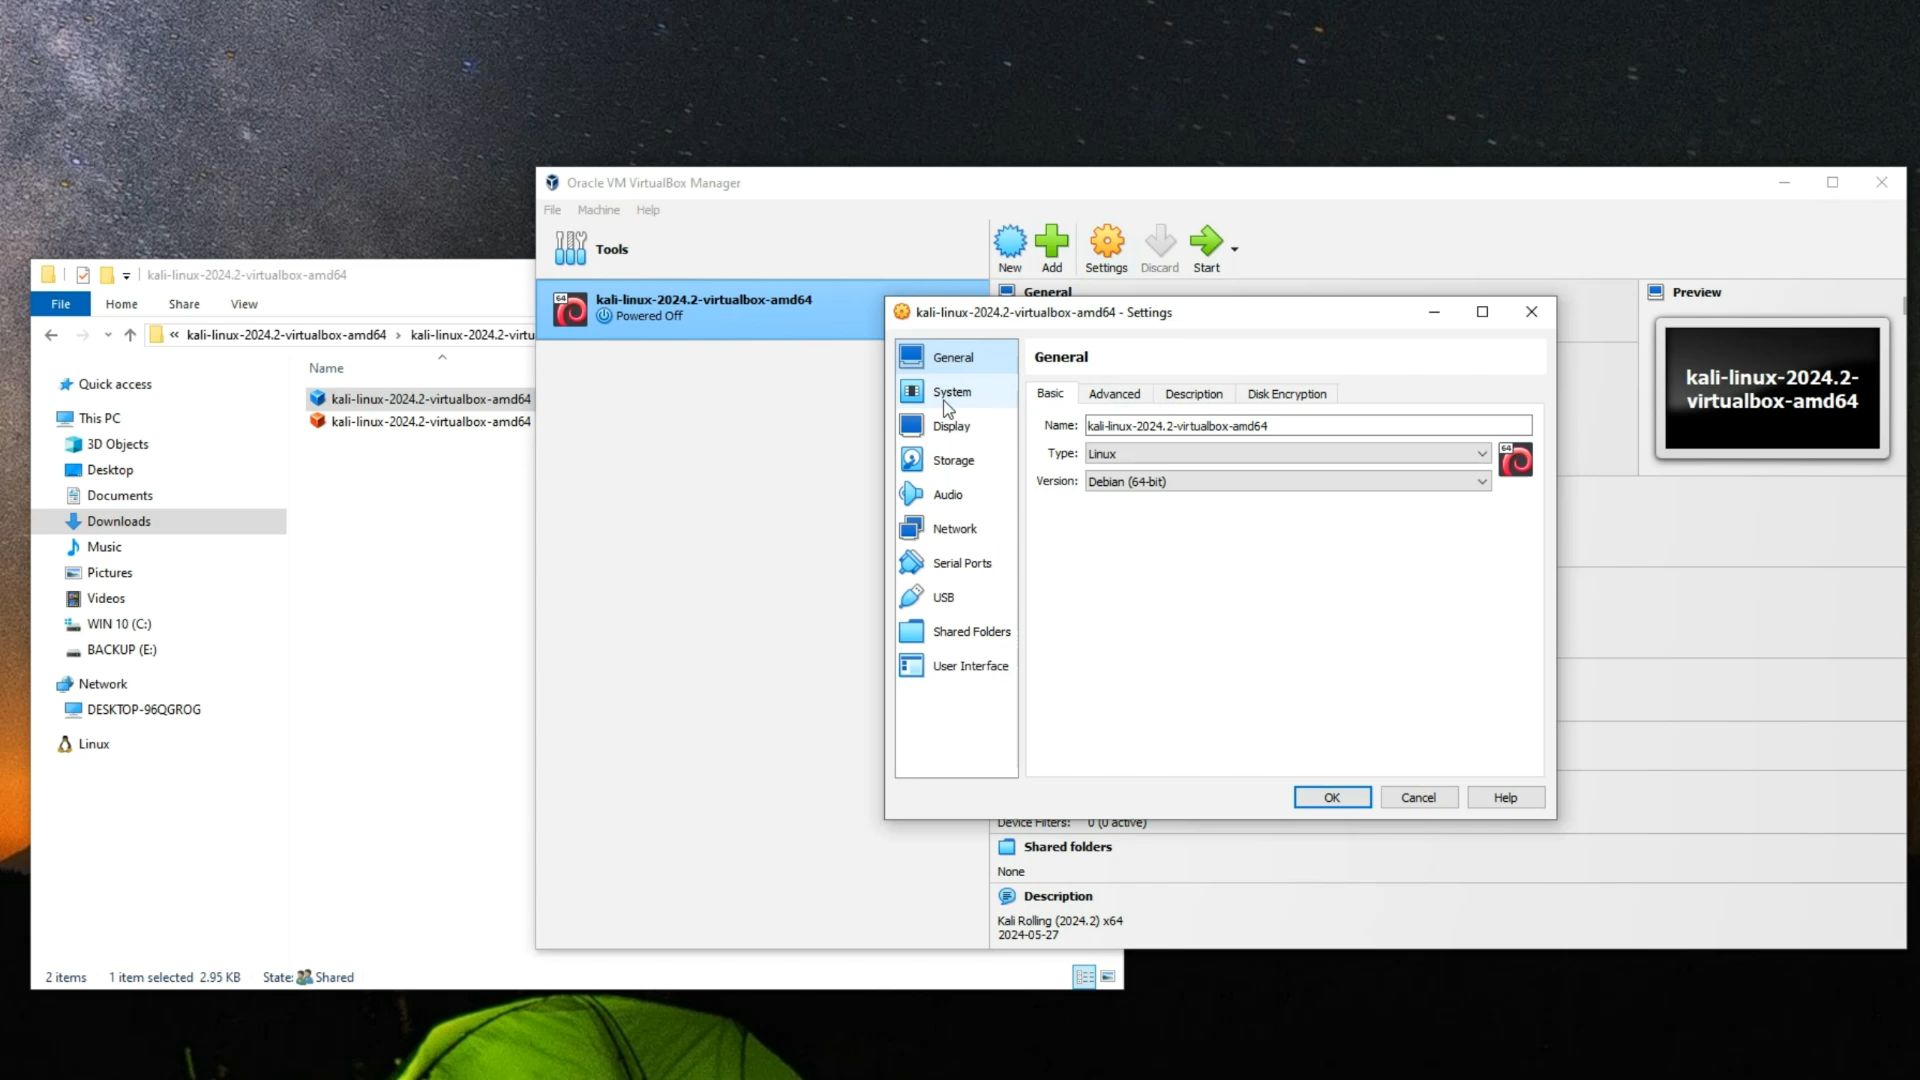 Oracle VM VirtualBox Manager
File Machine Help
Tools
New Add Settings Discard Start
kali-linux-2024.2-virtualbox-amd64
Powered Off
64
General
Preview
kali-linux-2024.2-
virtualbox-amd64
kali-linux-2024.2-virtualbox-amd64
File Home Share View
« kali-linux-2024.2-virtualbox-amd64 › kali-linux-2024.2-virtu
Name
kali-linux-2024.2-virtualbox-amd64
kali-linux-2024.2-virtualbox-amd64
Quick access
This PC
3D Objects
Desktop
Documents
Downloads
Music
Pictures
Videos
WIN 10 (C:)
BACKUP (E:)
Network
DESKTOP-96QGROG
Linux
2 items 1 item selected 2.95 KB State: Shared
kali-linux-2024.2-virtualbox-amd64 - Settings
General
System
Display
Storage
Audio
Network
Serial Ports
USB
Shared Folders
User Interface
General
Basic Advanced Description Disk Encryption
Name: kali-linux-2024.2-virtualbox-amd64
Type: Linux
64
Version: Debian (64-bit)
OK Cancel Help
Device Filters: 0 (0 active)
Shared folders
None
Description
Kali Rolling (2024.2) x64
2024-05-27